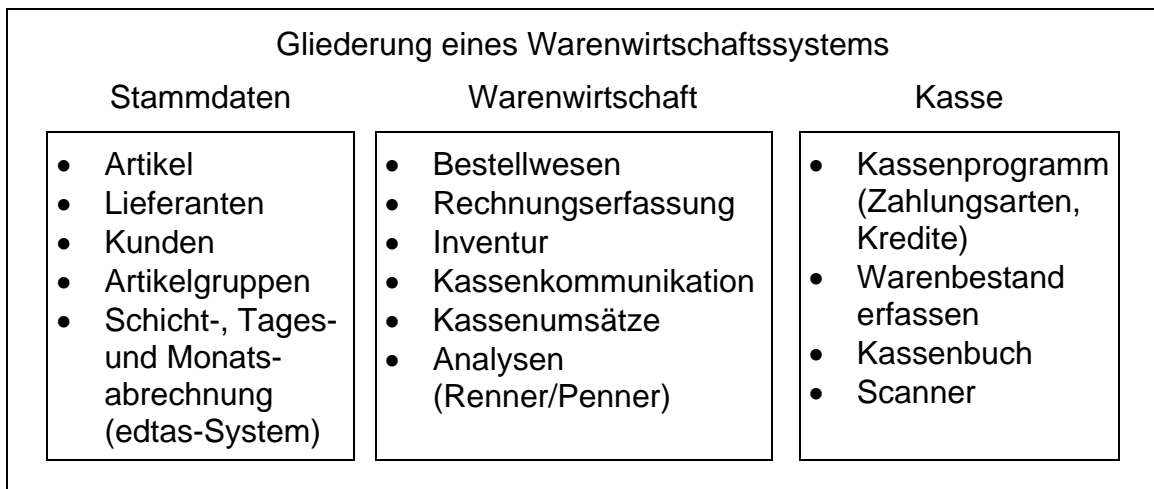 Gliederung eines Warenwirtschaftssystems
Stammdaten
• Artikel
• Lieferanten
• Kunden
• Artikelgruppen
• Schicht-, Tages-
und Monats-
abrechnung
(edtas-System)
Warenwirtschaft
• Bestellwesen
• Rechnungserfassung
• Inventur
• Kassenkommunikation
• Kassenumsätze
• Analysen
(Renner/Penner)
Kasse
• Kassenprogramm
(Zahlungsarten,
Kredite)
• Warenbestand
erfassen
• Kassenbuch
• Scanner